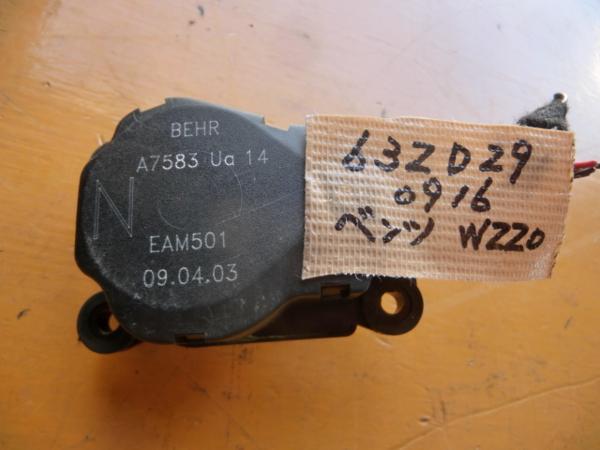 BEHR
A7583 Ua 14
N
EAM501
09.04.03
632D29
0916
ベンツ W220